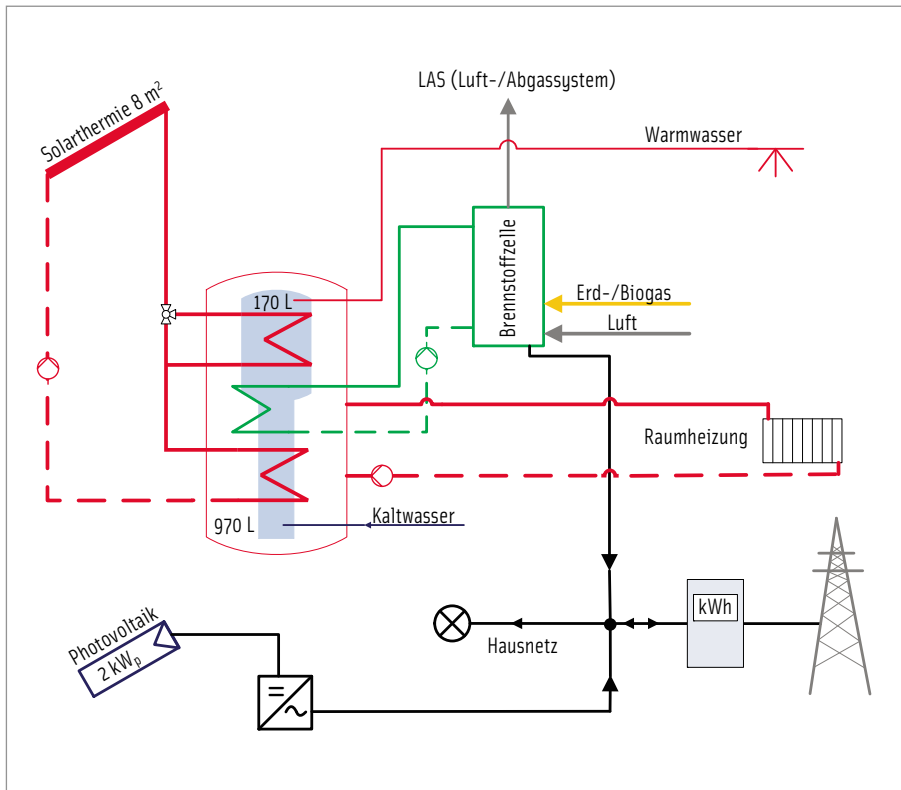 LAS (Luft-/Abgassystem)
Solarthermie 8 m²
Warmwasser
170 L
Brennstoffzelle
Erd-/Biogas
Luft
Raumheizung
970 L
Kaltwasser
kWh
Hausnetz
Photovoltaik
2 kWₚ